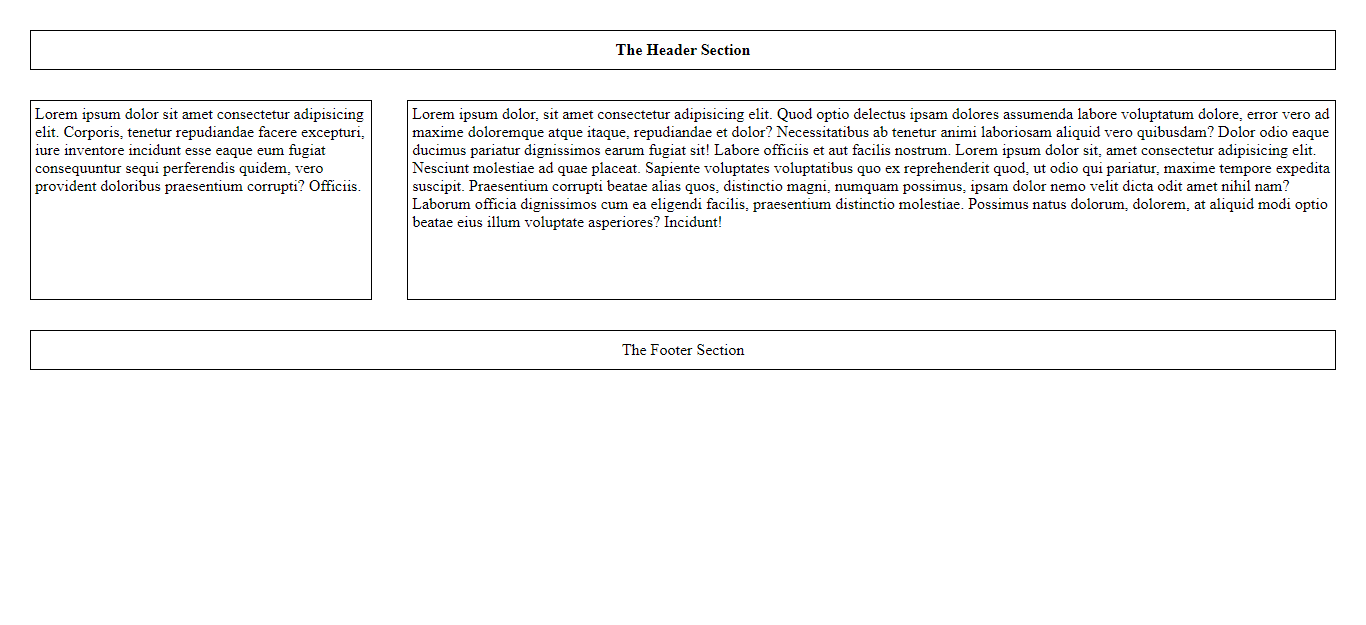 The Header Section
Lorem ipsum dolor sit amet consectetur adipisicing
elit. Corporis, tenetur repudiandae facere excepturi,
iure inventore incidunt esse eaque eum fugiat
consequuntur sequi perferendis quidem, vero
provident doloribus praesentium corrupti? Officiis.
Lorem ipsum dolor, sit amet consectetur adipisicing elit. Quod optio delectus ipsam dolores assumenda labore voluptatum dolore, error vero ad
maxime doloremque atque itaque, repudiandae et dolor? Necessitatibus ab tenetur animi laboriosam aliquid vero quibusdam? Dolor odio eaque
ducimus pariatur dignissimos earum fugiat sit! Labore officiis et aut facilis nostrum. Lorem ipsum dolor sit, amet consectetur adipisicing elit.
Nesciunt molestiae ad quae placeat. Sapiente voluptates voluptatibus quo ex reprehenderit quod, ut odio qui pariatur, maxime tempore expedita
suscipit. Praesentium corrupti beatae alias quos, distinctio magni, numquam possimus, ipsam dolor nemo velit dicta odit amet nihil nam?
Laborum officia dignissimos cum ea eligendi facilis, praesentium distinctio molestiae. Possimus natus dolorum, dolorem, at aliquid modi optio
beatae eius illum voluptate asperiores? Incidunt!
The Footer Section